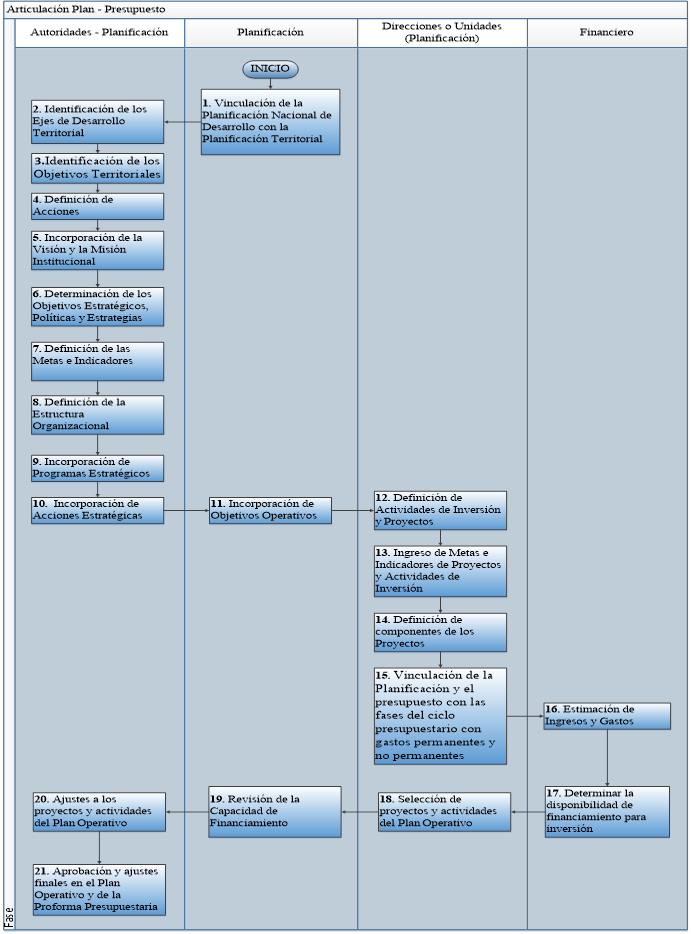 Articulación Plan - Presupuesto
Autoridades - Planificación
Planificación
Direcciones o Unidades
(Planificación)
Financiero
INICIO
1. Vinculación de la
Planificación Nacional de
Desarrollo con la
Planificación Territorial
2. Identificación de los
Ejes de Desarrollo
Territorial
3.Identificación de los
Objetivos Territoriales
4. Definición de
Acciones
5. Incorporación de la
Visión y la Misión
Institucional
6. Determinación de los
Objetivos Estratégicos,
Políticas y Estrategias
7. Definición de las
Metas e Indicadores
8. Definición de la
Estructura
Organizacional
9. Incorporación de
Programas Estratégicos
10. Incorporación de
Acciones Estratégicas
11. Incorporación de
Objetivos Operativos
12. Definición de
Actividades de Inversión
y Proyectos
13. Ingreso de Metas e
Indicadores de Proyectos
y Actividades de
Inversión
14. Definición de
componentes de los
Proyectos
15. Vinculación de la
Planificación y el
presupuesto con las
fases del ciclo
presupuestario con
gastos permanentes y
no permanentes
16. Estimación de
Ingresos y Gastos
17. Determinar la
disponibilidad de
financiamiento para
inversión
18. Selección de
proyectos y actividades
del Plan Operativo
19. Revisión de la
Capacidad de
Financiamiento
20. Ajustes a los
proyectos y actividades
del Plan Operativo
21. Aprobación y ajustes
finales en el Plan
Operativo y de la
Proforma Presupuestaria
Fase